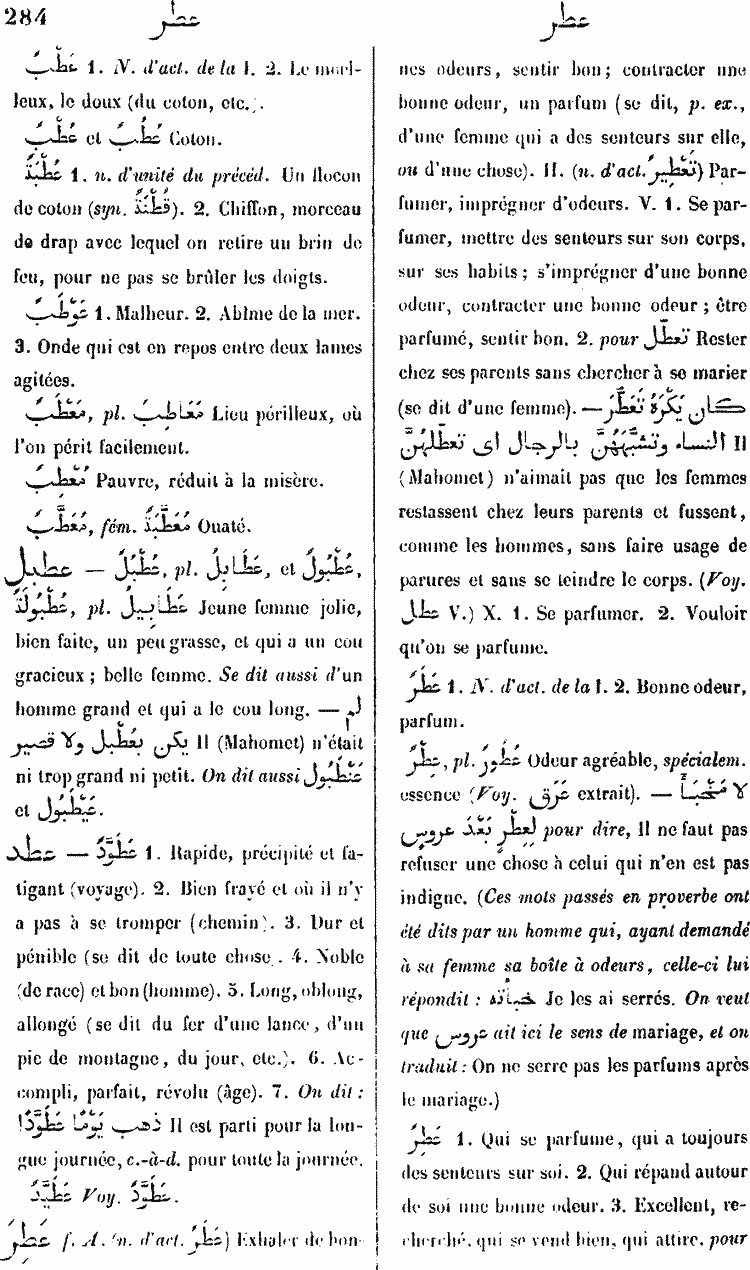 284 عطر
عطر
عَطْبٌ 1. N. d'act. de la I. 2. Le moel-
leux, le doux (du coton, etc.).
عُطْبٌ et عُطُبٌ Coton.
عُطْبَةٌ 1. n. d'unité du précéd. Un flocon
de coton (syn. قُطْنَةٌ). 2. Chiffon, morceau
de drap avec lequel on retire un brin de
feu, pour ne pas se brûler les doigts.
عَوْطَبٌ 1. Malheur. 2. Abîme de la mer.
3. Onde qui est en repos entre deux lames
agitées.
مَعْطَبٌ, pl. مَعَاطِبُ Lieu périlleux, où
l'on périt facilement.
مُعْطِبٌ Pauvre, réduit à la misère.
مُعَطَّبٌ, fém. مُعَطَّبَةٌ Ouaté.
عطبل — عُطْبُلٌ, pl. عَطَابِلُ, et عُطْبُولٌ,
عُطْبُولَةٌ, pl. عَطَابِيلُ Jeune femme jolie,
bien faite, un peu grasse, et qui a un cou
gracieux; belle femme. Se dit aussi d'un
homme grand et qui a le cou long. — لم
يكن بعُطْبُل ولا قصير Il (Mahomet) n'était
ni trop grand ni petit. On dit aussi عَنْطَبُولٌ
et عَيْطَبُولٌ.
عطد — عَطَوَّدٌ 1. Rapide, précipité et fa-
tigant (voyage). 2. Bien frayé et où il n'y
a pas à se tromper (chemin). 3. Dur et
pénible (se dit de toute chose). 4. Noble
(de race) et bon (homme). 5. Long, oblong,
allongé (se dit du fer d'une lance, d'un
pic de montagne, du jour, etc.). 6. Ac-
compli, parfait, révolu (âge). 7. On dit :
ذهب يَوْمًا عَطَوَّدًا Il est parti pour la lon-
gue journée, c.-à-d. pour toute la journée.
عَطَيَّدٌ Voy. عَطَوَّدٌ.
عَطِرَ f. A. (n. d'act. عَطَرٌ) Exhaler de bon-
nes odeurs, sentir bon; contracter une
bonne odeur, un parfum (se dit, p. ex.,
d'une femme qui a des senteurs sur elle,
ou d'une chose). II. (n. d'act. تَعْطِيرٌ) Par-
fumer, imprégner d'odeurs. V. 1. Se par-
fumer, mettre des senteurs sur son corps,
sur ses habits; s'imprégner d'une bonne
odeur, contracter une bonne odeur; être
parfumé, sentir bon. 2. pour تعطّل Rester
chez ses parents sans chercher à se marier
(se dit d'une femme). — كان يَكْرَهُ تَعَطُّرَ
النساء وتشبّهَهُنَّ بالرجال اى تعطّلهُنَّ Il
(Mahomet) n'aimait pas que les femmes
restassent chez leurs parents et fussent,
comme les hommes, sans faire usage de
parures et sans se teindre le corps. (Voy.
عطل V.) X. 1. Se parfumer. 2. Vouloir
qu'on se parfume.
عَطَرٌ 1. N. d'act. de la I. 2. Bonne odeur,
parfum.
عِطْرٌ, pl. عُطُورٌ Odeur agréable, spécialem.
essence (Voy. عَرَق extrait). — لا مَخْبَأَ
لِعِطْرٍ بَعْدَ عروس pour dire, Il ne faut pas
refuser une chose à celui qui n'en est pas
indigne. (Ces mots passés en proverbe ont
été dits par un homme qui, ayant demandé
à sa femme sa boîte à odeurs, celle-ci lui
répondit : خبأته Je les ai serrés. On veut
que عروس ait ici le sens de mariage, et on
traduit : On ne serre pas les parfums après
le mariage.)
عَطِرٌ 1. Qui se parfume, qui a toujours
des senteurs sur soi. 2. Qui répand autour
de soi une bonne odeur. 3. Excellent, re-
cherché, qui se vend bien, qui attire. pour